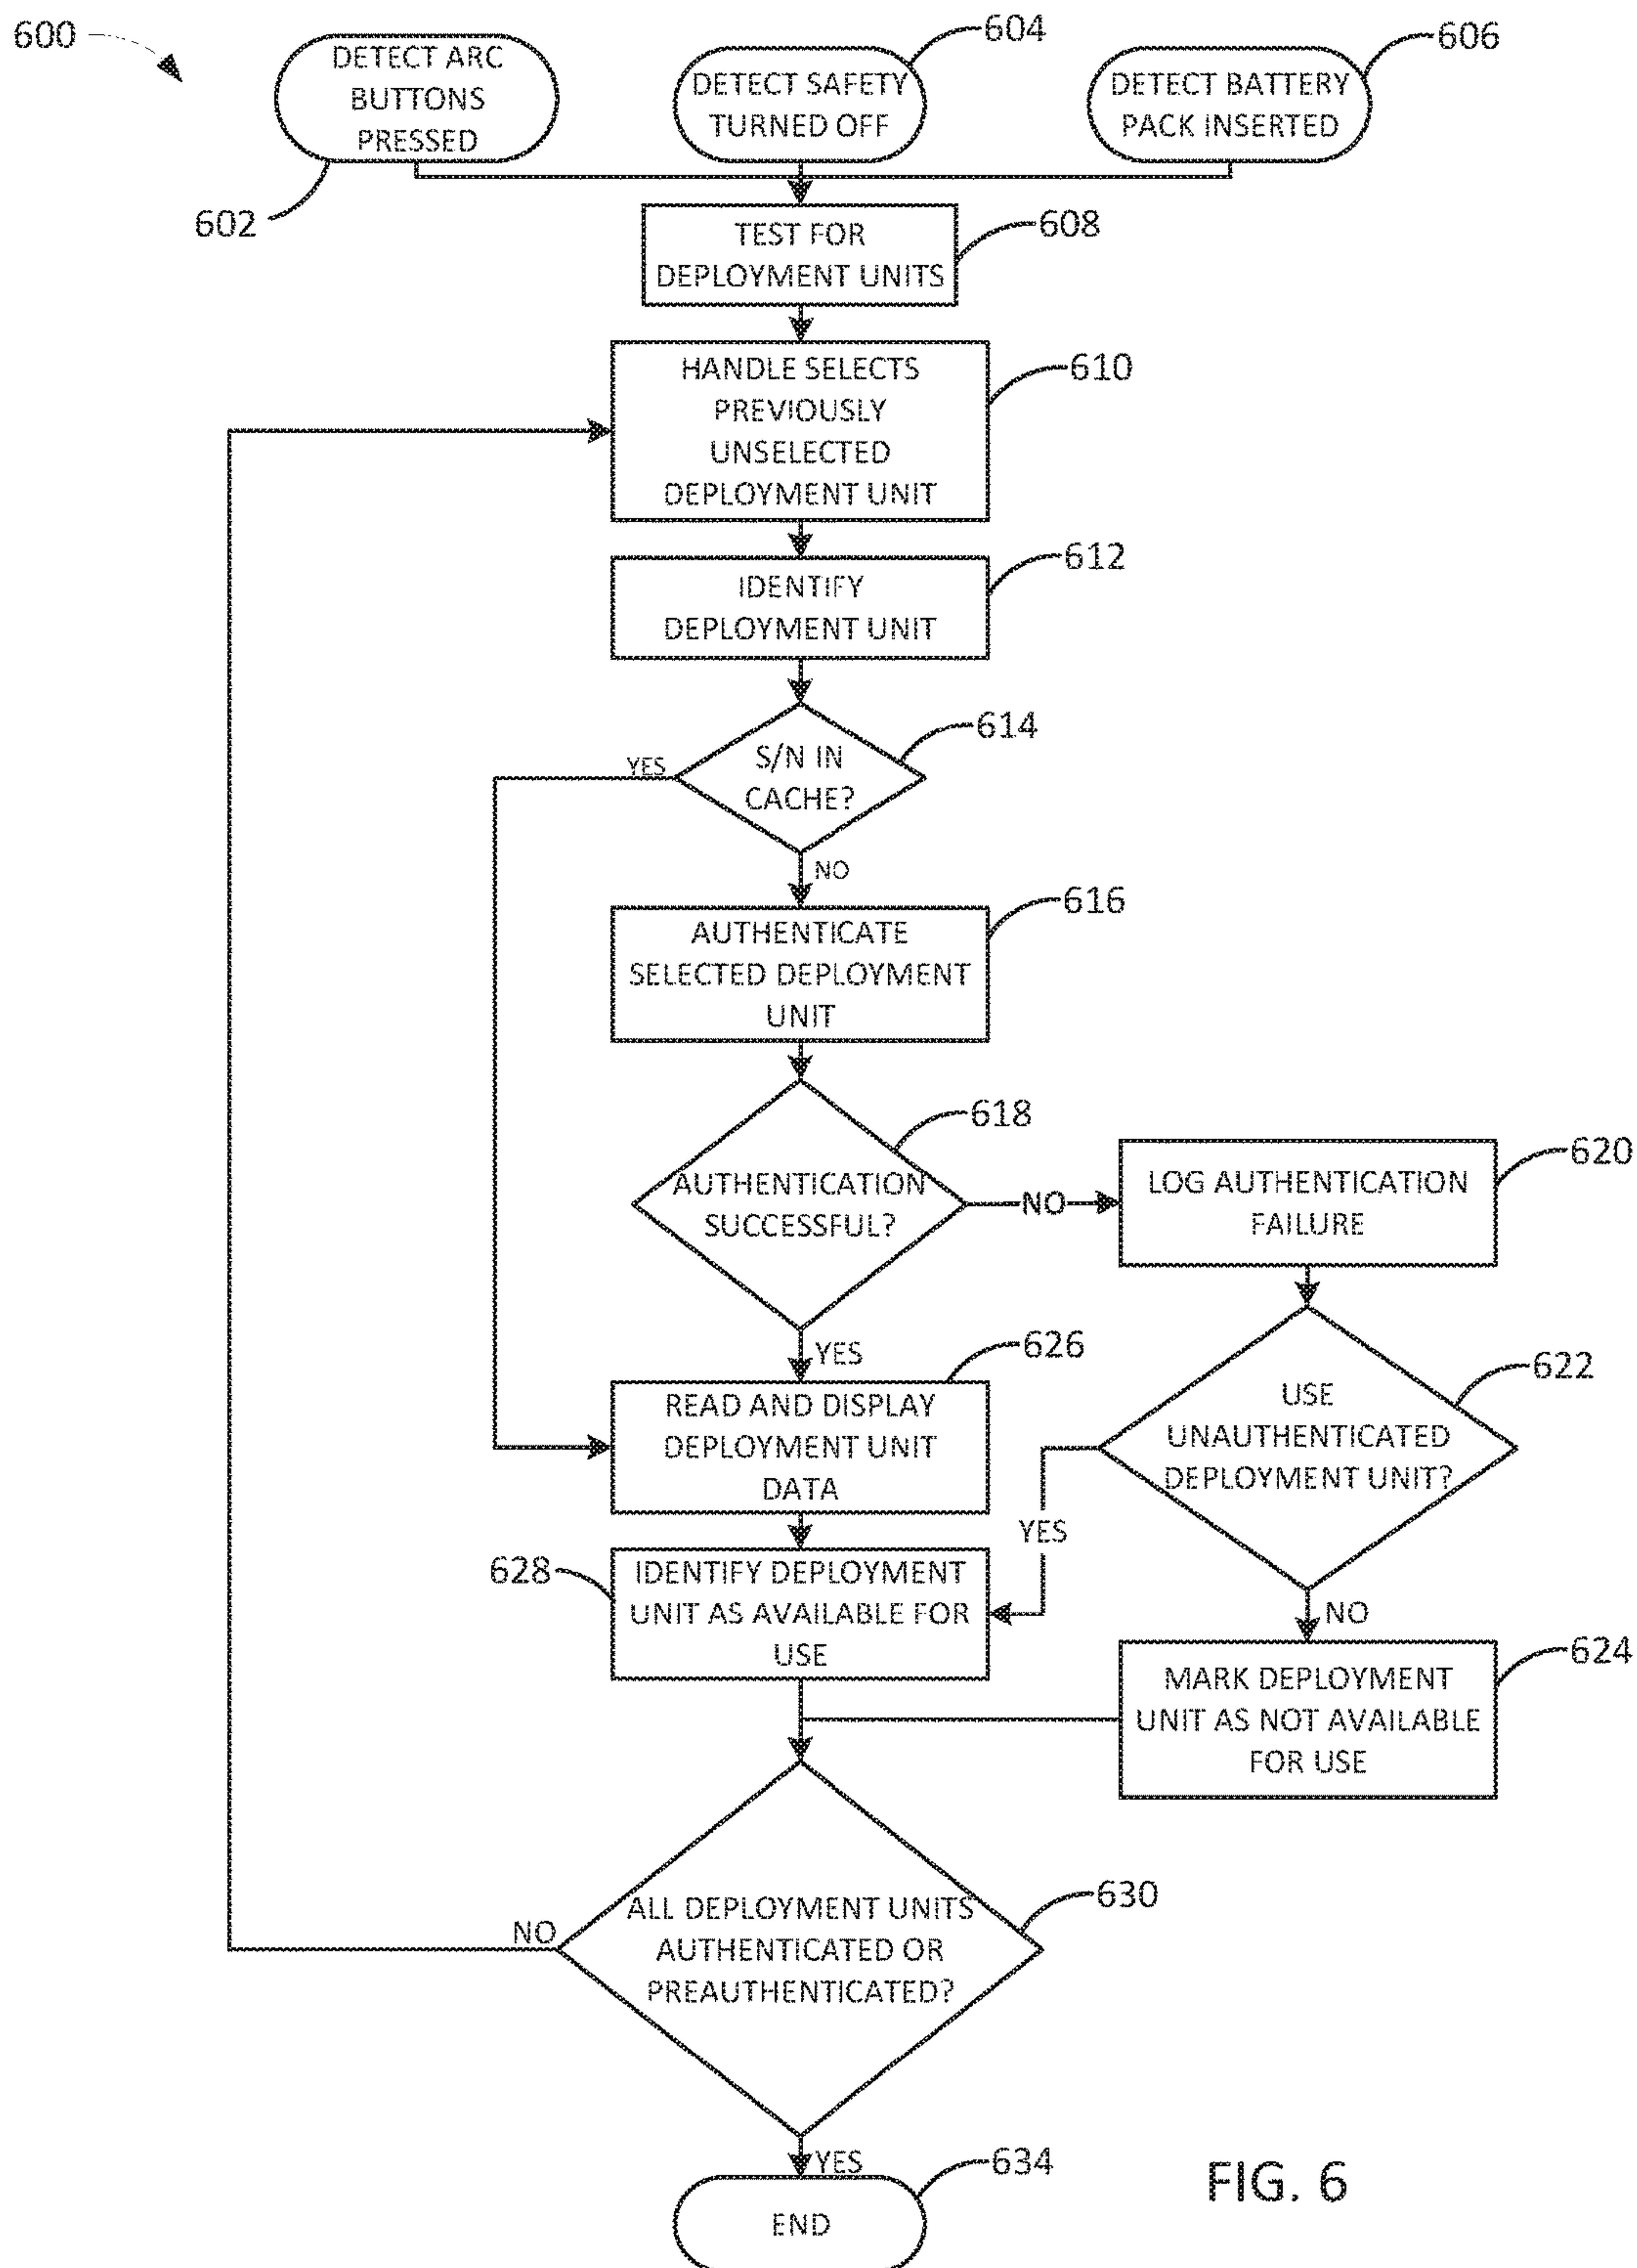 600
DETECT ARC
BUTTONS
PRESSED
602
DETECT SAFETY
TURNED OFF
604
DETECT BATTERY
PACK INSERTED
606
TEST FOR
DEPLOYMENT UNITS
608
HANDLE SELECTS
PREVIOUSLY
UNSELECTED
DEPLOYMENT UNIT
610
IDENTIFY
DEPLOYMENT UNIT
612
S/N IN
CACHE?
614
YES
NO
AUTHENTICATE
SELECTED DEPLOYMENT
UNIT
616
AUTHENTICATION
SUCCESSFUL?
618
NO
LOG AUTHENTICATION
FAILURE
620
YES
USE
UNAUTHENTICATED
DEPLOYMENT UNIT?
622
READ AND DISPLAY
DEPLOYMENT UNIT
DATA
626
YES
NO
IDENTIFY DEPLOYMENT
UNIT AS AVAILABLE FOR
USE
628
MARK DEPLOYMENT
UNIT AS NOT AVAILABLE
FOR USE
624
ALL DEPLOYMENT UNITS
AUTHENTICATED OR
PREAUTHENTICATED?
630
NO
YES
END
634
FIG. 6